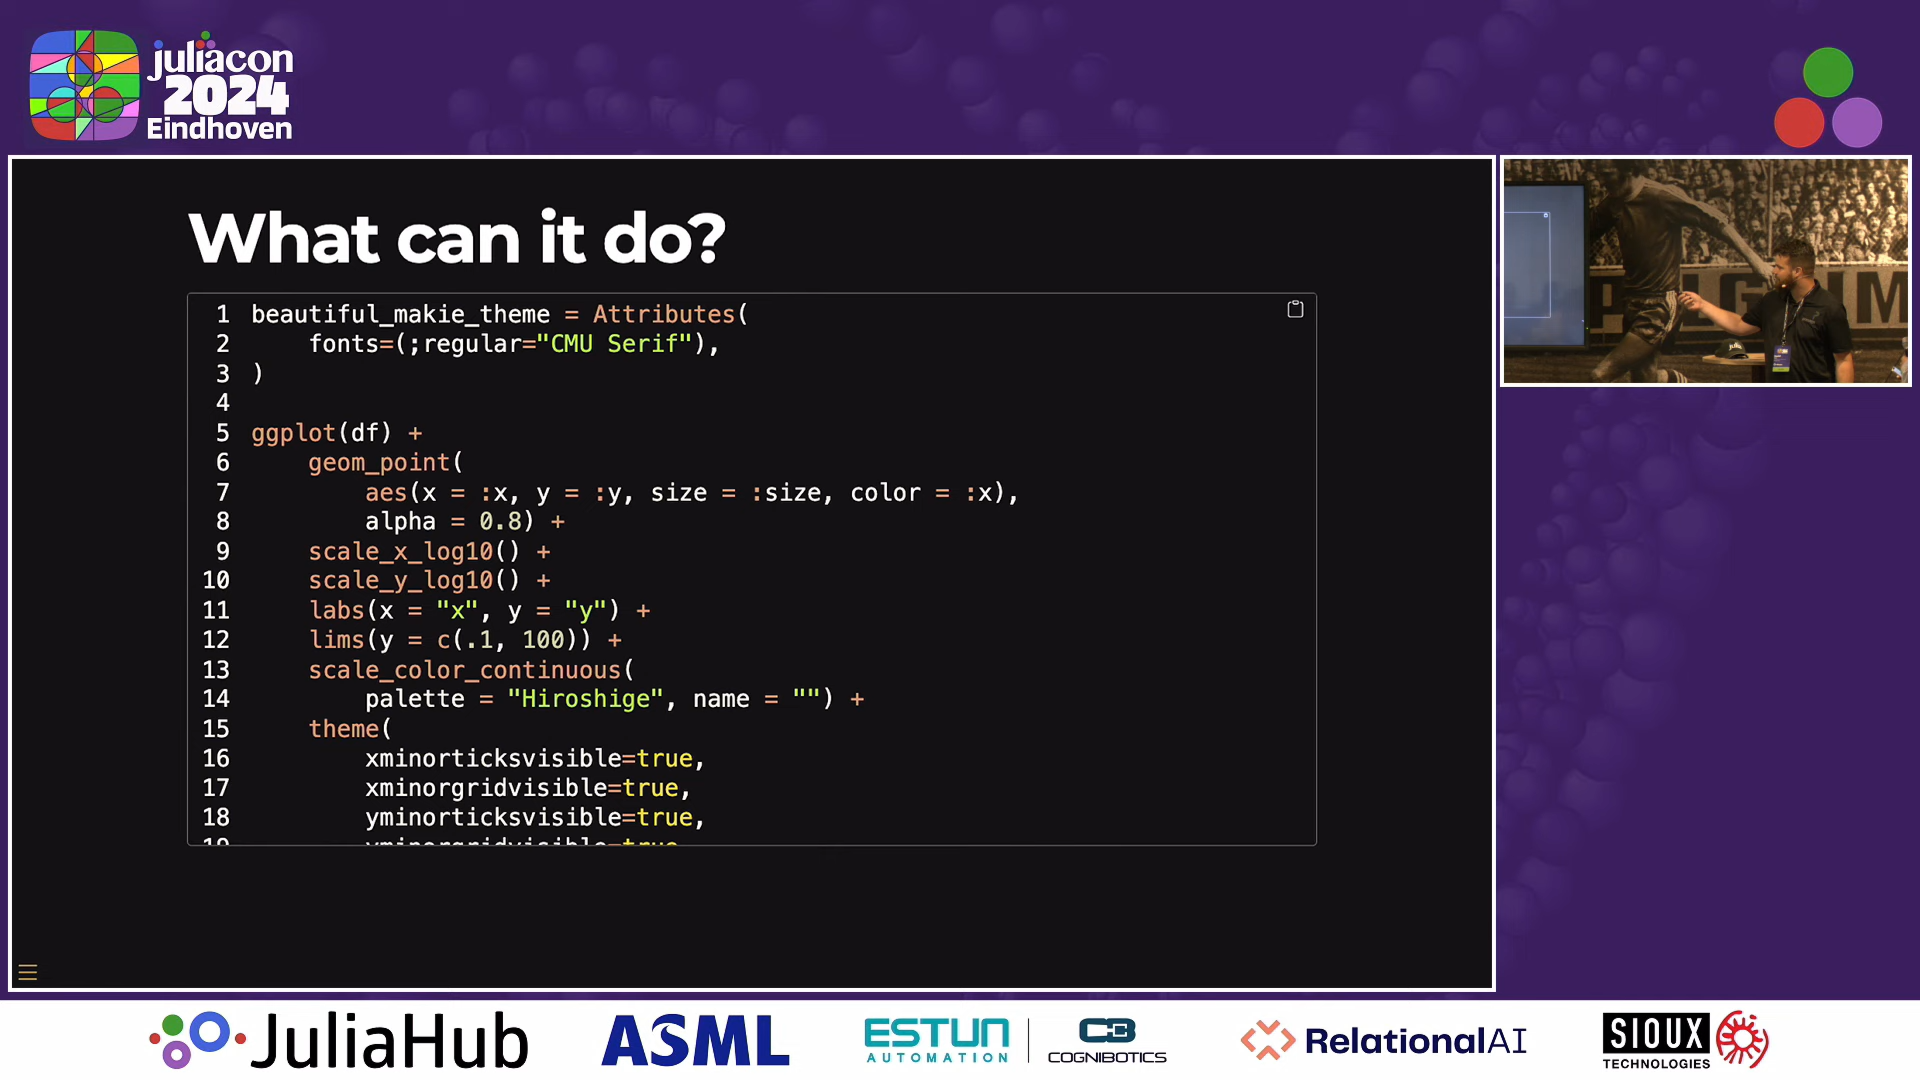 juliacon
2024
Eindhoven
What can it do?
1 beautiful_makie_theme = Attributes(
2     fonts=(;regular="CMU Serif"),
3 )
4
5 ggplot(df) +
6     geom_point(
7         aes(x = :x, y = :y, size = :size, color = :x),
8         alpha = 0.8) +
9     scale_x_log10() +
10     scale_y_log10() +
11     labs(x = "x", y = "y") +
12     lims(y = c(.1, 100)) +
13     scale_color_continuous(
14         palette = "Hiroshige", name = "") +
15     theme(
16         xminorticksvisible=true,
17         xminorgridvisible=true,
18         yminorticksvisible=true,
19         yminorgridvisible=true
JuliaHub
ASML
ESTUN
AUTOMATION
COGNIBOTICS
RelationalAI
SIOUX
TECHNOLOGIES